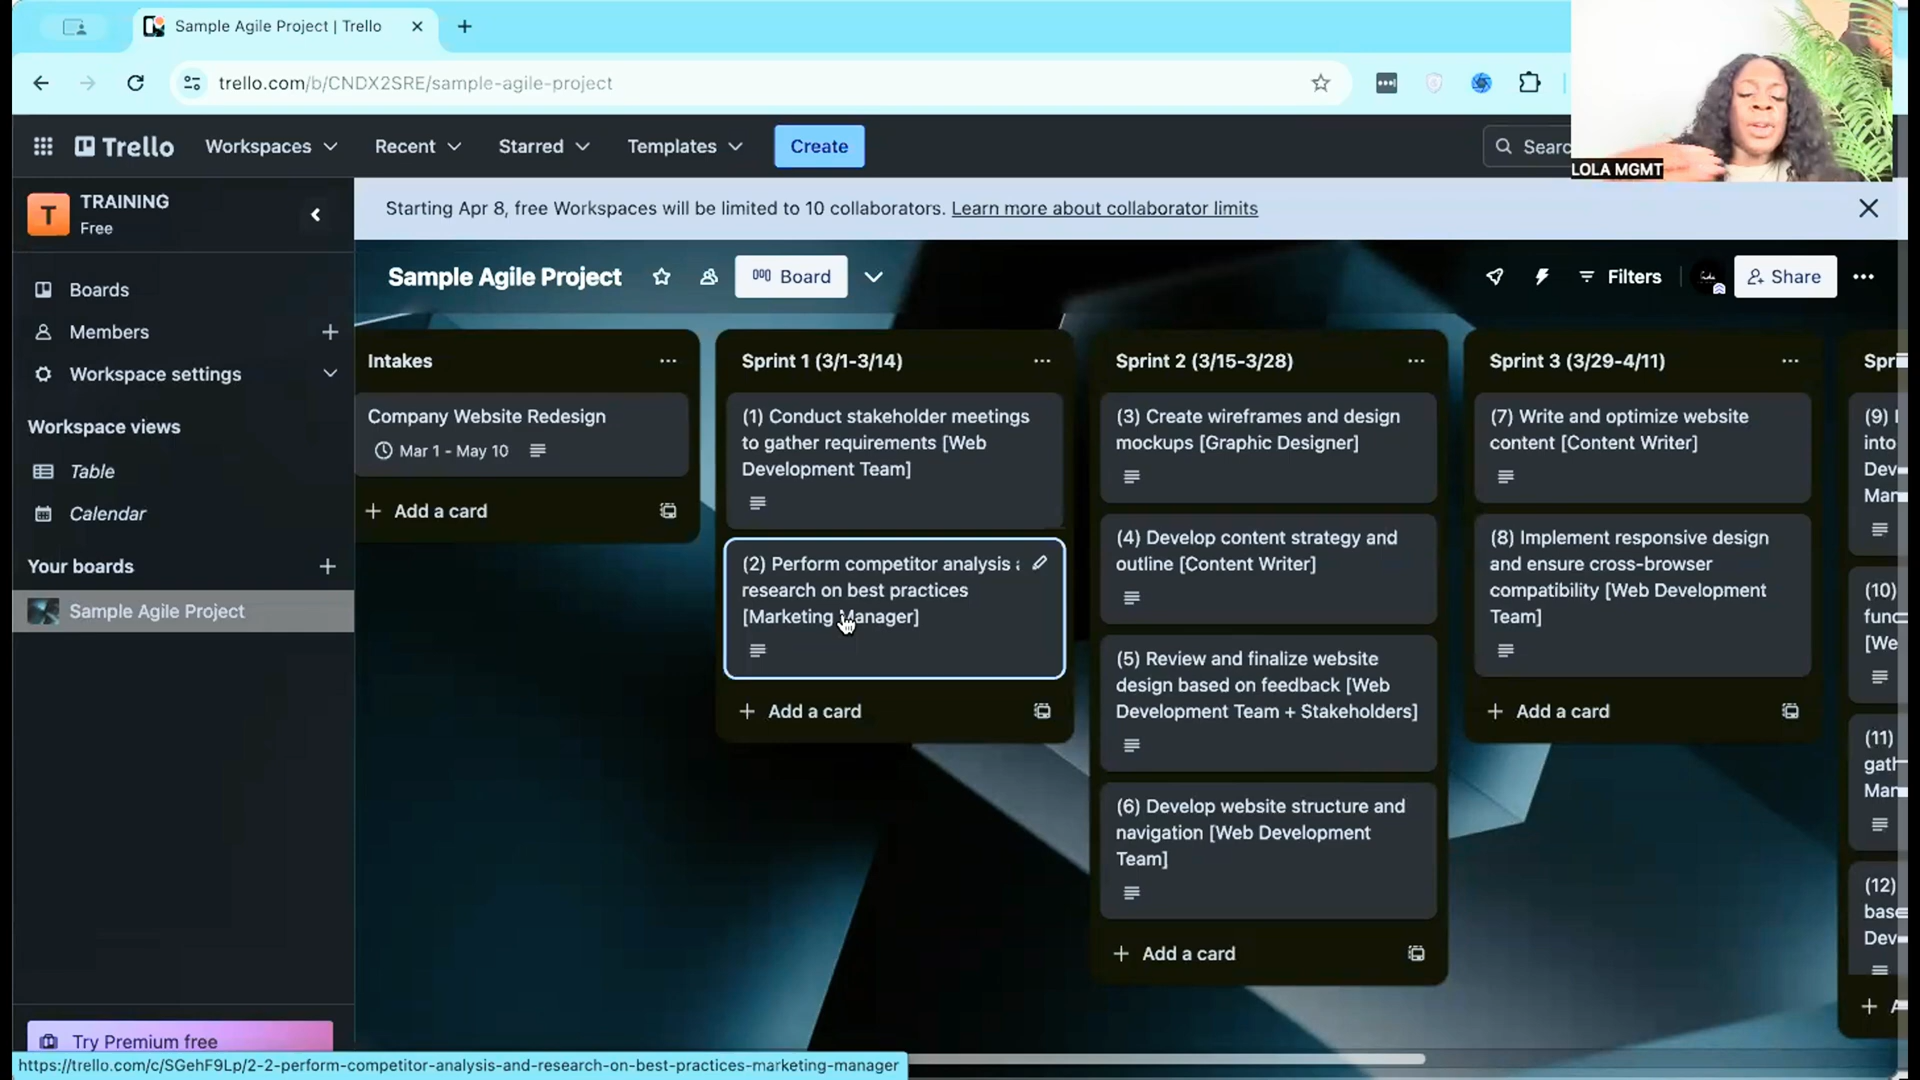 Sample Agile Project | Trello
trello.com/b/CNDX2SRE/sample-agile-project
Trello
Workspaces
Recent
Starred
Templates
Create
Searc
LOLA MGMT
T
TRAINING
Free
Starting Apr 8, free Workspaces will be limited to 10 collaborators. Learn more about collaborator limits
Boards
Members
Workspace settings
Workspace views
Table
Calendar
Your boards
Sample Agile Project
Try Premium free
Sample Agile Project
Board
Filters
Share
Intakes
Company Website Redesign
Mar 1 - May 10
Add a card
Sprint 1 (3/1-3/14)
(1) Conduct stakeholder meetings
to gather requirements [Web
Development Team]
(2) Perform competitor analysis
research on best practices
[Marketing Manager]
Add a card
Sprint 2 (3/15-3/28)
(3) Create wireframes and design
mockups [Graphic Designer]
(4) Develop content strategy and
outline [Content Writer]
(5) Review and finalize website
design based on feedback [Web
Development Team + Stakeholders]
(6) Develop website structure and
navigation [Web Development
Team]
Add a card
Sprint 3 (3/29-4/11)
(7) Write and optimize website
content [Content Writer]
(8) Implement responsive design
and ensure cross-browser
compatibility [Web Development
Team]
Add a card
(9)
into
(10)
[We
(11)
(12)
https://trello.com/c/SGehF9Lp/2-2-perform-competitor-analysis-and-research-on-best-practices-marketing-manager